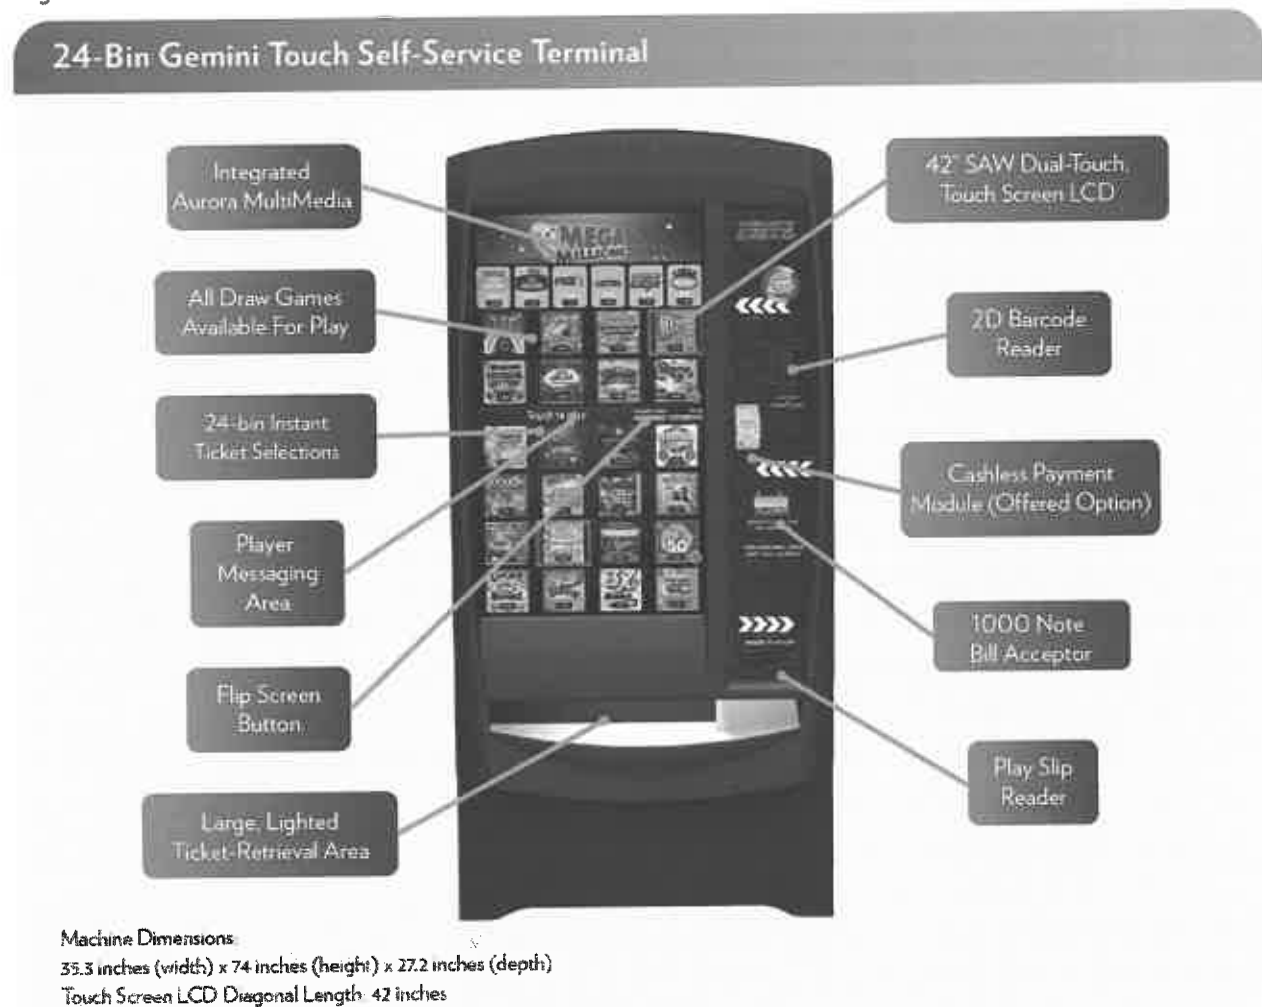 24-Bin Gemini Touch Self-Service Terminal
Integrated
Aurora MultiMedia
All Draw Games
Available For Play
24-bin Instant
Ticket Selections
Player
Messaging
Area
Flip Screen
Button
Large, Lighted
Ticket-Retrieval Area
MEGA
MILLIONS
50
42" SAW Dual-Touch,
Touch Screen LCD
2D Barcode
Reader
Cashless Payment
Module (Offered Option)
1000 Note
Bill Acceptor
Play Slip
Reader
Machine Dimensions
35.3 inches (width) x 74 inches (height) x 27.2 inches (depth)
Touch Screen LCD Diagonal Length: 42 inches